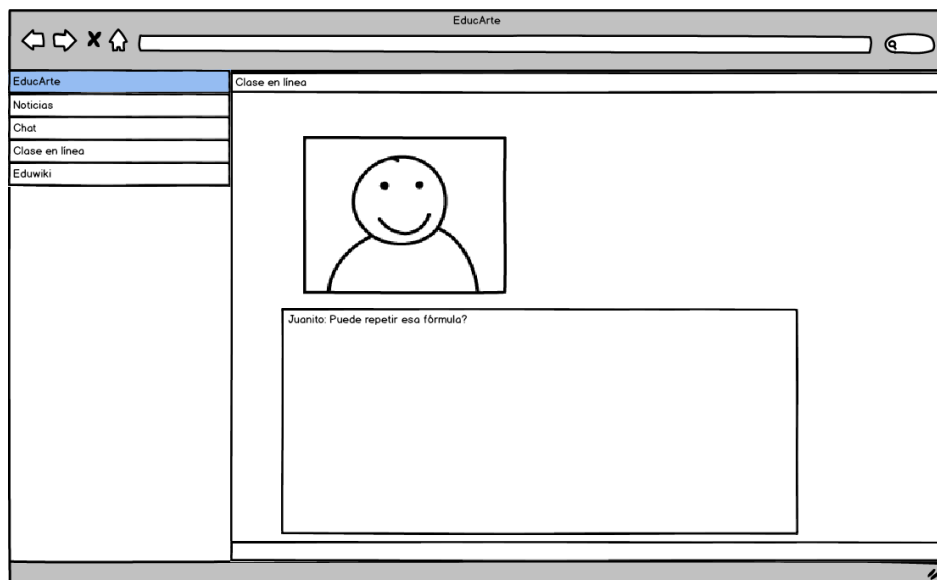 EducArte
EducArte
Noticias
Chat
Clase en línea
Eduwiki
Clase en línea
Juanito: Puede repetir esa fórmula?